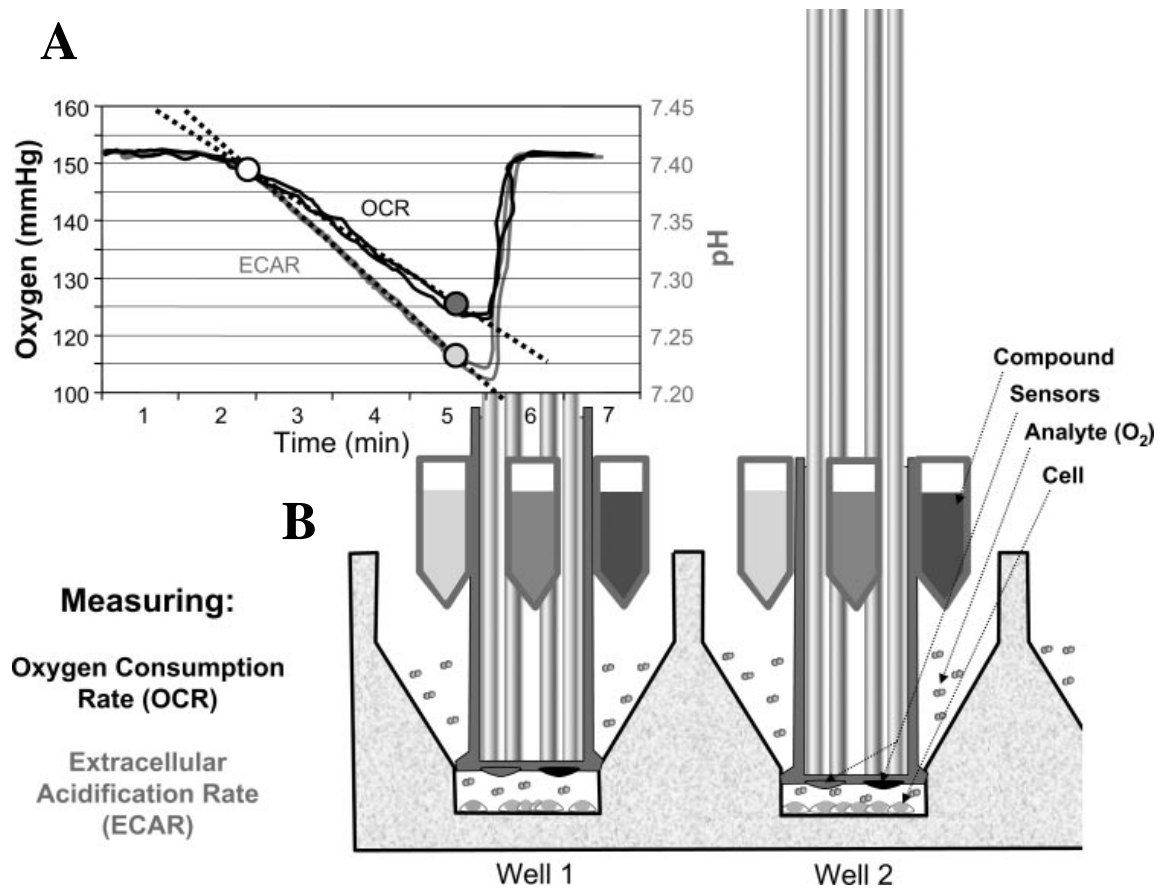 A
160
150
140
130
120
100
Oxygen (mmHg)
7.45
7.40
7.35
7.30
7.25
7.20
pH
OCR
ECAR
1 2 3 4 5 6 7
Time (min)
B
Compound
Sensors
Analyte (O₂)
Cell
Measuring:
Oxygen Consumption
Rate (OCR)
Extracellular
Acidification Rate
(ECAR)
Well 1
Well 2